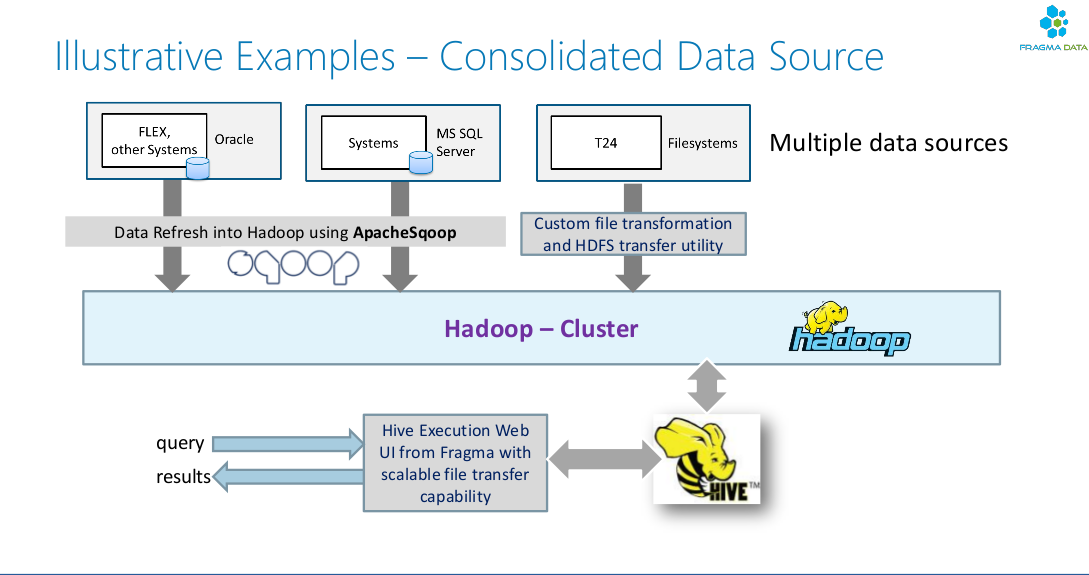 FRAGMA DATA
Illustrative Examples – Consolidated Data Source
FLEX,
other Systems
Oracle
Systems
MS SQL
Server
T24
Filesystems
Multiple data sources
Data Refresh into Hadoop using ApacheSqoop
Custom file transformation
and HDFS transfer utility
sqoop
Hadoop – Cluster
hadoop
query
results
Hive Execution Web
UI from Fragma with
scalable file transfer
capability
HIVE™